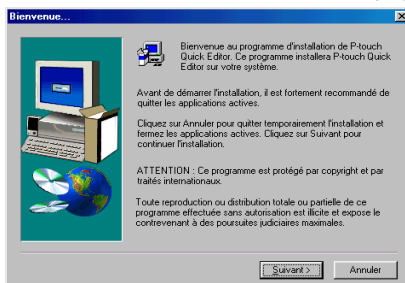 Bienvenue...
Bienvenue au programme d'installation de P-touch
Quick Editor. Ce programme installera P-touch Quick
Editor sur votre système.
Avant de démarrer l'installation, il est fortement recommandé de
quitter les applications actives.
Cliquez sur Annuler pour quitter temporairement l'installation et
fermez les applications actives. Cliquez sur Suivant pour
continuer l'installation.
ATTENTION : Ce programme est protégé par copyright et par
traités internationaux.
Toute reproduction ou distribution totale ou partielle de ce
programme effectuée sans autorisation est illicite et expose le
contrevenant à des poursuites judiciaires maximales.
Suivant >
Annuler